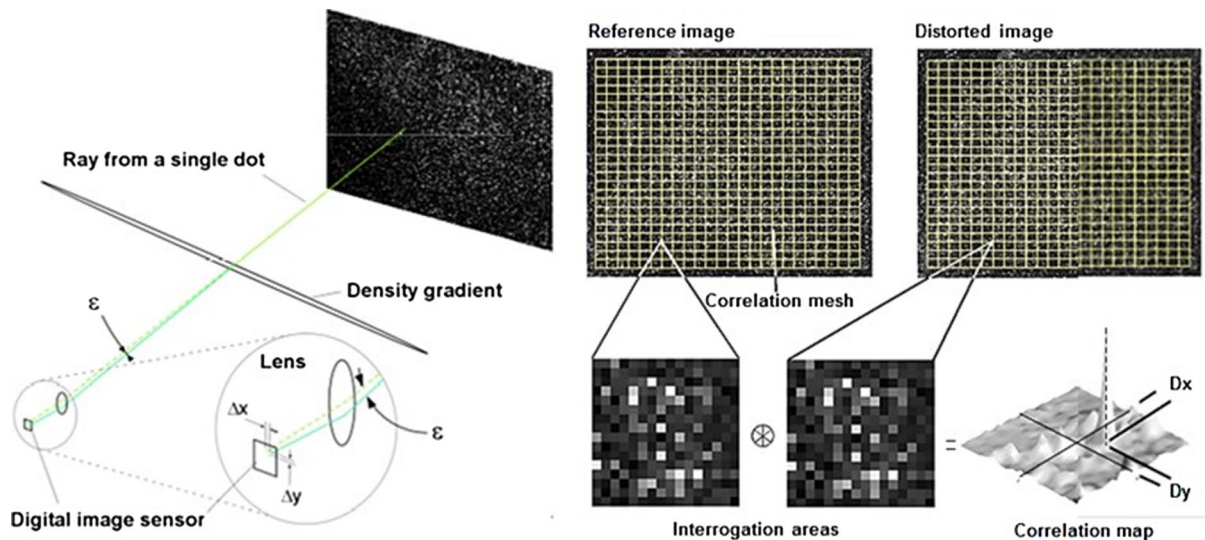 Ray from a single dot
Density gradient
ε
Lens
Δx
ε
Δy
Digital image sensor
Reference image
Distorted image
Correlation mesh
=
Dx
Dy
Interrogation areas
Correlation map